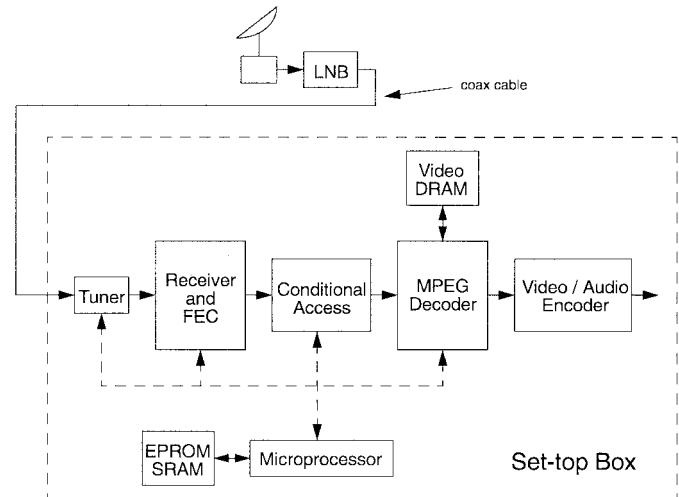 LNB
coax cable
Video
DRAM
Tuner
Receiver
and
FEC
Conditional
Access
MPEG
Decoder
Video / Audio
Encoder
EPROM
SRAM
Microprocessor
Set-top Box